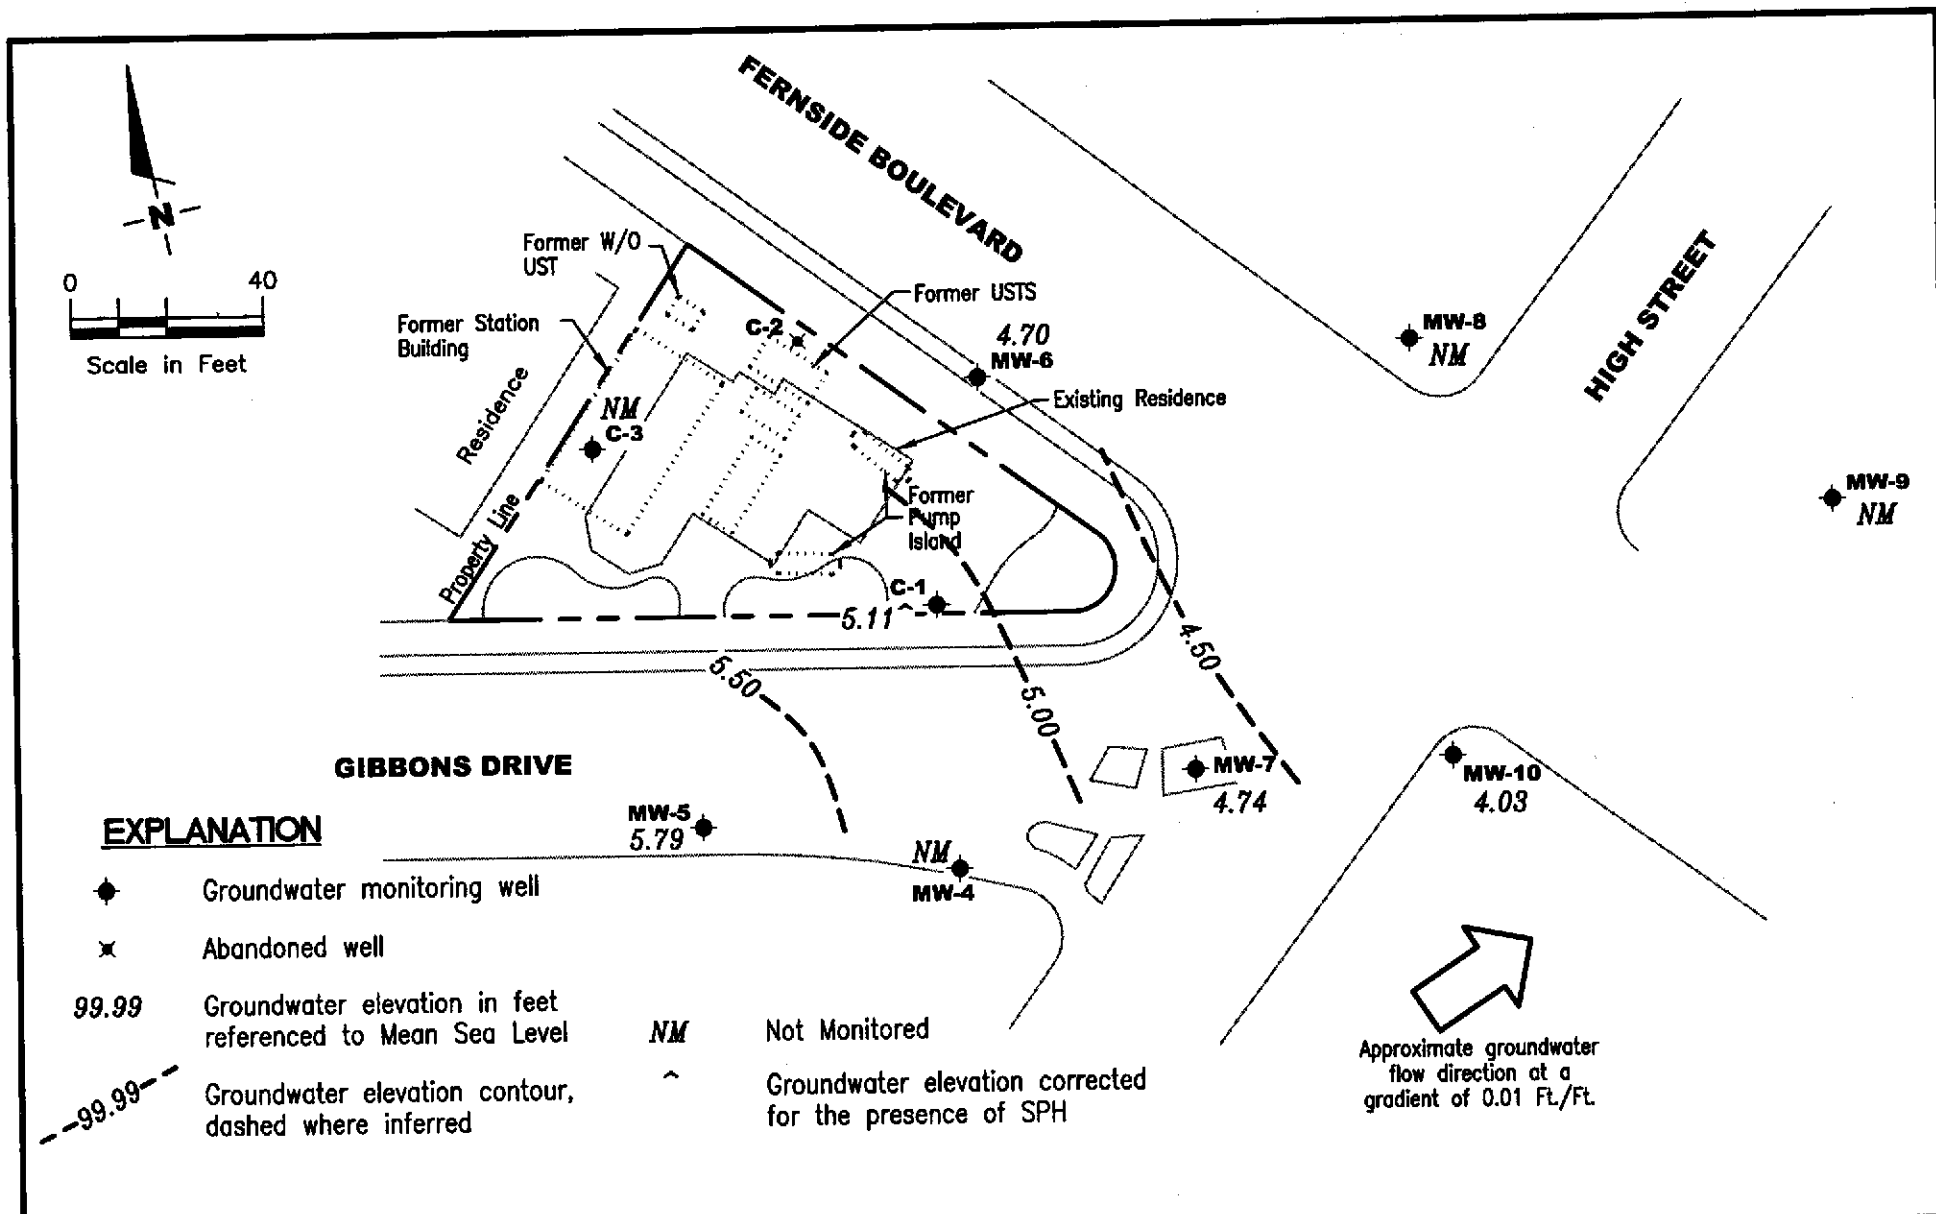 FERNSIDE BOULEVARD
HIGH STREET
N
0 40
Scale in Feet
Former W/O
UST
Former USTS
Former Station
Building
C-2
4.70
MW-6
MW-8
NM
Existing Residence
Residence
NM
C-3
MW-9
NM
Former
Pump
Island
Property Line
C-1
5.11^
5.50
5.00
4.50
GIBBONS DRIVE
MW-7
4.74
MW-10
4.03
MW-5
5.79
NM
MW-4
EXPLANATION
Groundwater monitoring well
Abandoned well
99.99 Groundwater elevation in feet
referenced to Mean Sea Level
99.99 Groundwater elevation contour,
dashed where inferred
NM Not Monitored
^ Groundwater elevation corrected
for the presence of SPH
Approximate groundwater
flow direction at a
gradient of 0.01 Ft./Ft.